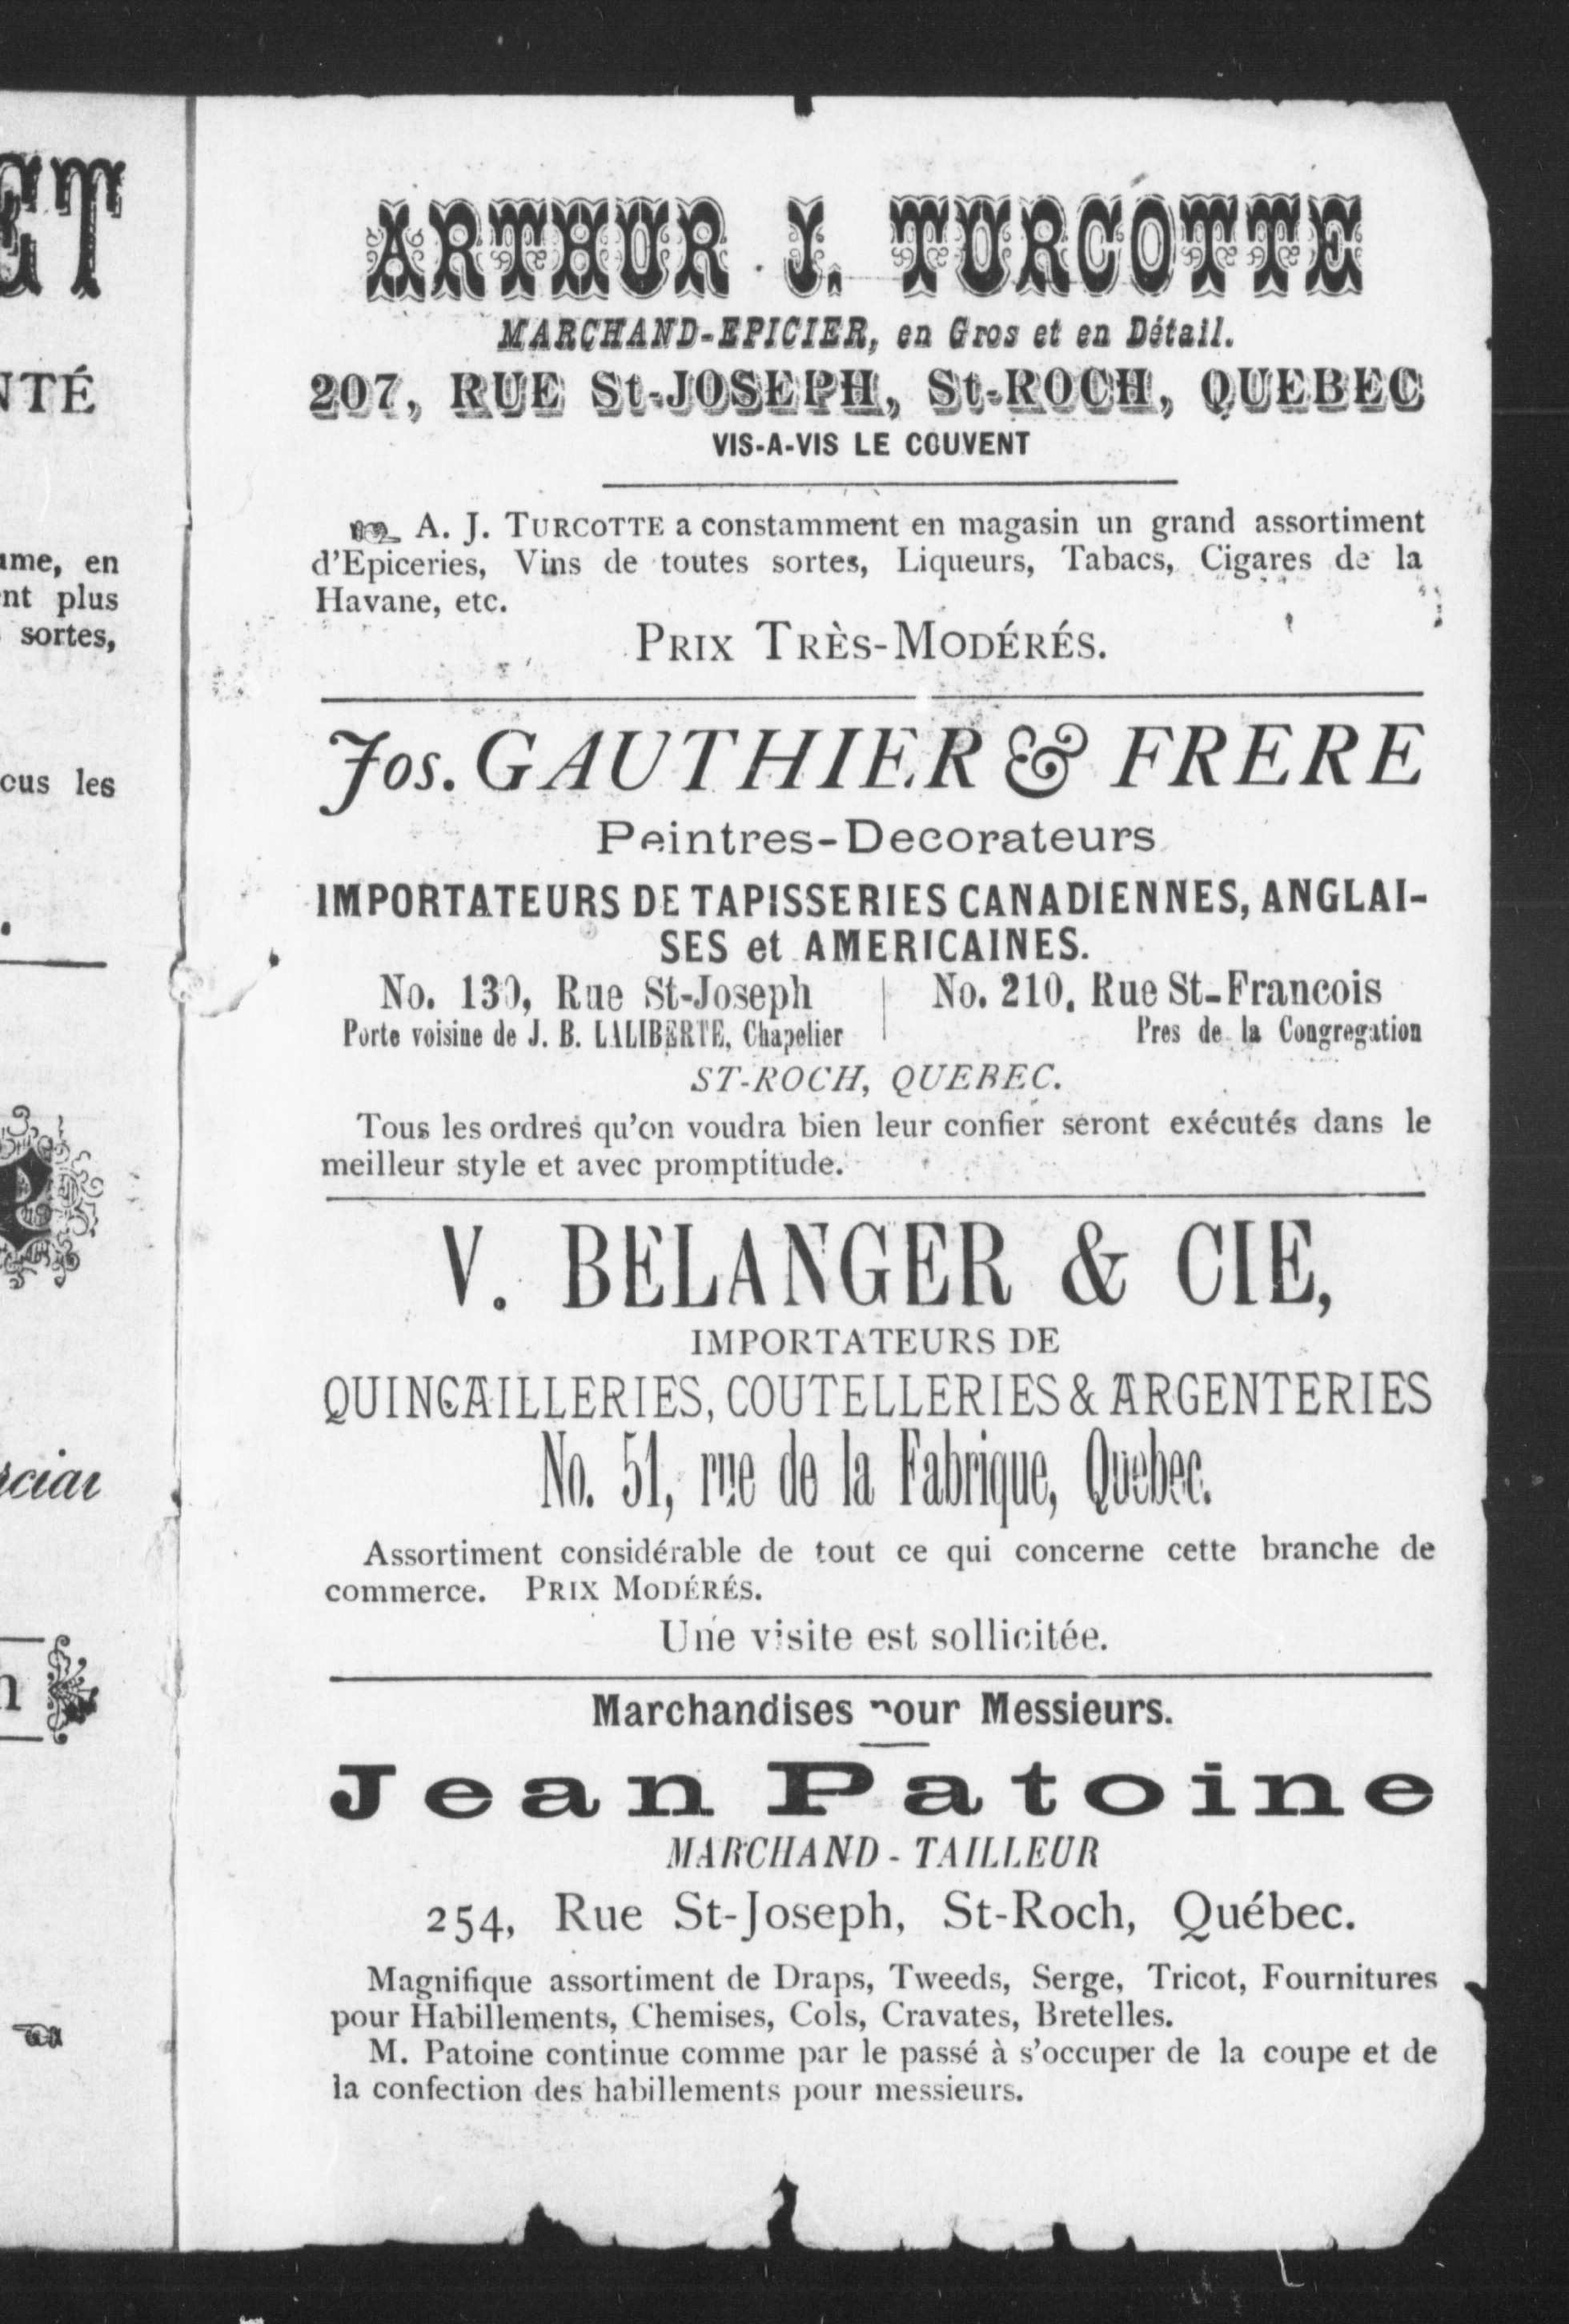 ET
NTÉ
en
plus
sortes,
les
ARTHUR J. TURCOTTE
MARCHAND-EPICIER, en Gros et en Détail.
207, RUE St-JOSEPH, St-ROCH, QUEBEC
VIS-A-VIS LE COUVENT
A. J. TURCOTTE a constamment en magasin un grand assortiment
d'Epiceries, Vins de toutes sortes, Liqueurs, Tabacs, Cigares de la
Havane, etc.
PRIX TRÈS-MODÉRÉS.
Jos. GAUTHIER & FRERE
Peintres-Decorateurs
IMPORTATEURS DE TAPISSERIES CANADIENNES, ANGLAI-
SES et AMERICAINES.
No. 130, Rue St-Joseph
Porte voisine de J. B. LALIBERTE, Chapelier
No. 210, Rue St-Francois
Pres de la Congregation
ST-ROCH, QUEBEC.
Tous les ordres qu'on voudra bien leur confier seront exécutés dans le
meilleur style et avec promptitude.
V. BELANGER & CIE,
IMPORTATEURS DE
QUINCAILLERIES, COUTELLERIES & ARGENTERIES
No. 51, rue de la Fabrique, Quebec.
Assortiment considérable de tout ce qui concerne cette branche de
commerce. PRIX MODÉRÉS.
Une visite est sollicitée.
Marchandises pour Messieurs.
Jean Patoine
MARCHAND - TAILLEUR
254, Rue St-Joseph, St-Roch, Québec.
Magnifique assortiment de Draps, Tweeds, Serge, Tricot, Fournitures
pour Habillements, Chemises, Cols, Cravates, Bretelles.
M. Patoine continue comme par le passé à s'occuper de la coupe et de
la confection des habillements pour messieurs.